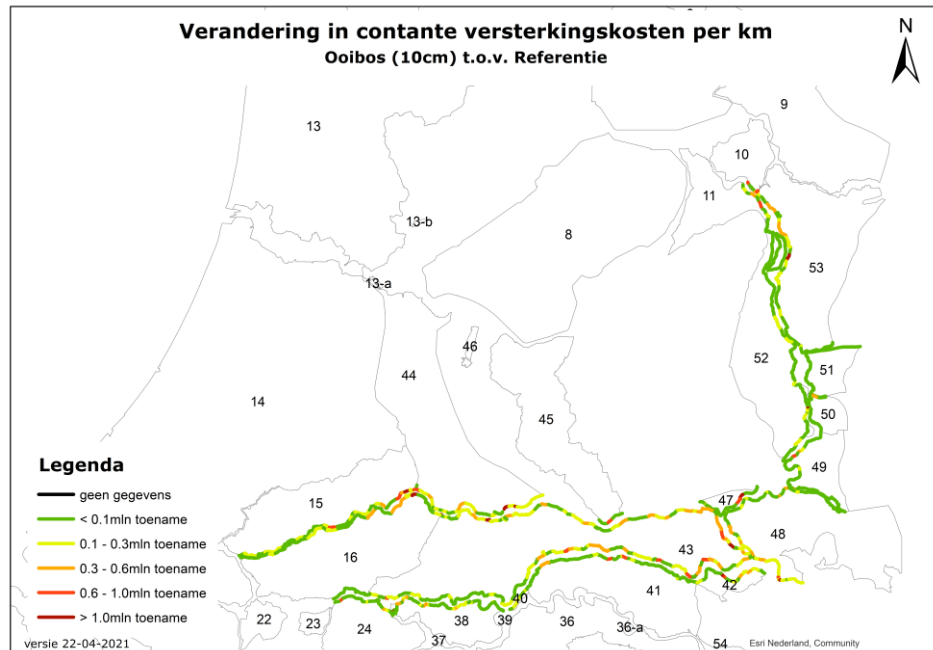 Verandering in contante versterkingskosten per km
Ooibos (10cm) t.o.v. Referentie
N
9
13
10
11
13-b
8
53
13-a
46
52
44
51
14
45
50
Legenda
49
geen gegevens
47
15
< 0.1mln toename
48
0.1 - 0.3mln toename
43
16
0.3 - 0.6mln toename
42
41
0.6 - 1.0mln toename
40
> 1.0mln toename
22
23
24
38
39
36
36-a
37
54
versie 22-04-2021
Esri Nederland, Community